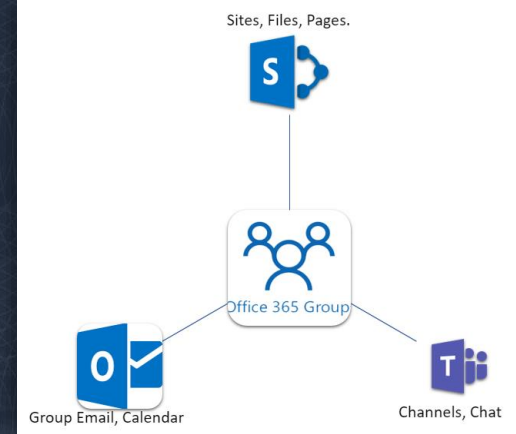 Sites, Files, Pages.
S
Office 365 Group
O
T
Group Email, Calendar
Channels, Chat